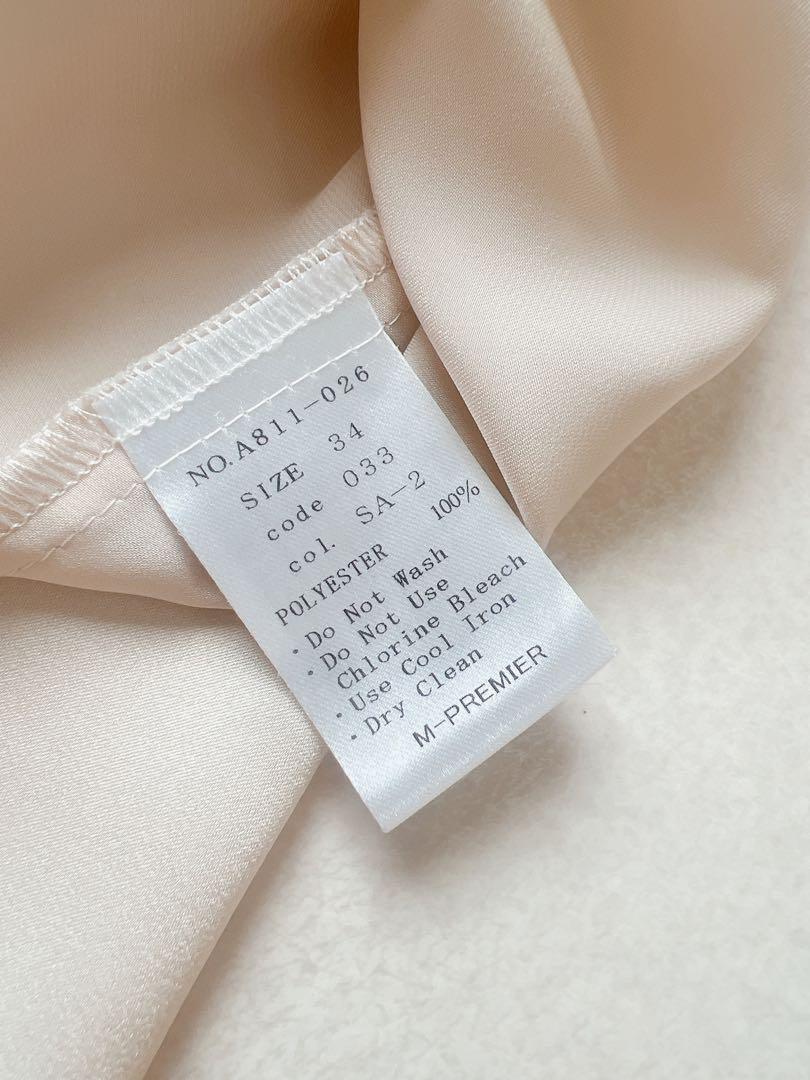 NO.A811-026
SIZE 34
code 033
col. SA-2
POLYESTER 100%
・Do Not Wash
・Do Not Use
Chlorine Bleach
・Use Cool Iron
・Dry Clean
M-PREMIER